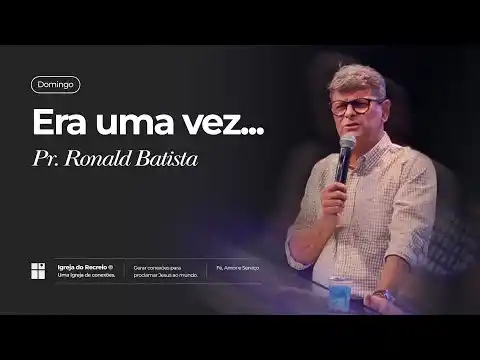 Domingo
Era uma vez...
Pr. Ronald Batista
Igreja do Recreio ®
Uma Igreja de conexões.
Gerar conexões para
proclamar Jesus ao mundo.
Fé, Amor e Serviço